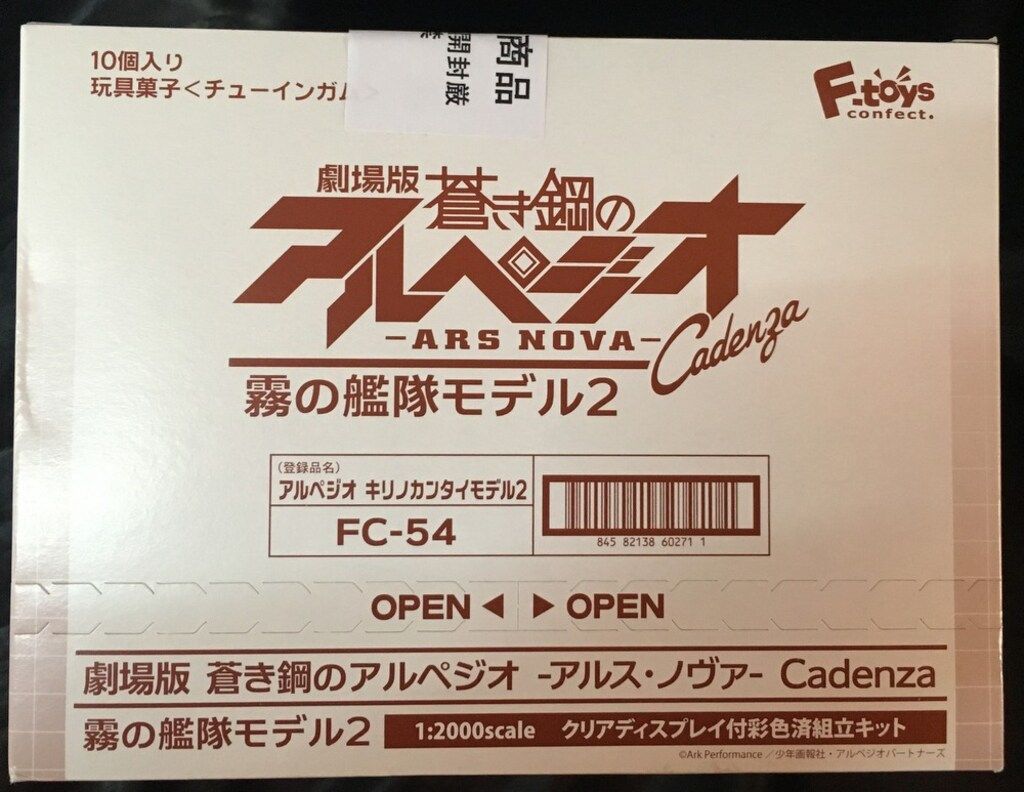 10個入り
玩具菓子<チューインガム>
商品
開封厳
F-toys
confect.
劇場版 蒼き鋼の
アルペジオ
-ARS NOVA-
Cadenza
霧の艦隊モデル2
(登録品名)
アルペジオ キリノカンタイモデル2
FC-54
845 82138 60271 1
OPEN ◀ ▶ OPEN
劇場版 蒼き鋼のアルペジオ -アルス・ノヴァ- Cadenza
霧の艦隊モデル2 1:2000scale クリアディスプレイ付彩色済組立キット
©Ark Performance／少年画報社・アルペジオパートナーズ